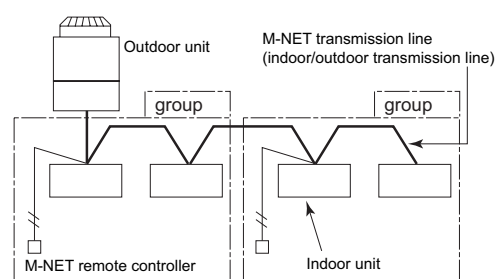 Outdoor unit
M-NET transmission line
(indoor/outdoor transmission line)
group
group
M-NET remote controller
Indoor unit